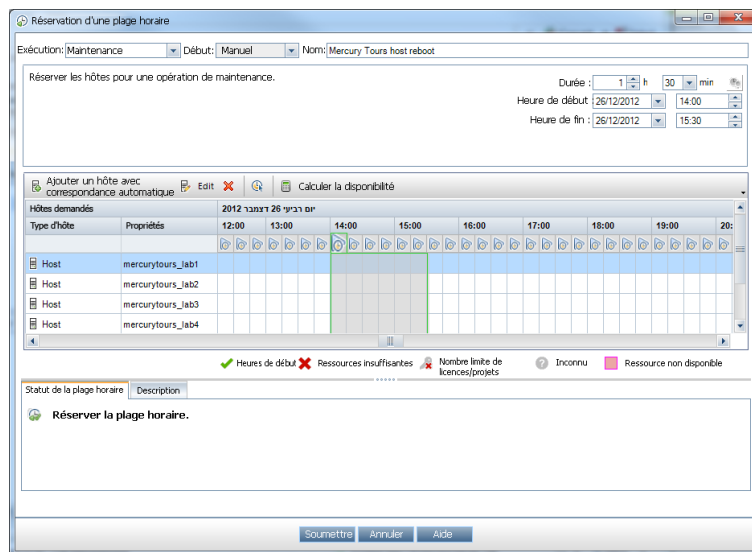 Réservation d'une plage horaire
Exécution: Maintenance Début: Manuel Nom: Mercury Tours host reboot
Réserver les hôtes pour une opération de maintenance.
Durée : 1 h 30 min
Heure de début : 26/12/2012 14:00
Heure de fin : 26/12/2012 15:30
Ajouter un hôte avec
correspondance automatique Edit Calculer la disponibilité
Hôtes demandés יום רביעי 26 דצמבר 2012
Type d'hôte Propriétés 12:00 13:00 14:00 15:00 16:00 17:00 18:00 19:00 20:
Host mercurytours_lab1
Host mercurytours_lab2
Host mercurytours_lab3
Host mercurytours_lab4
Heures de début Ressources insuffisantes Nombre limite de
licences/projets Inconnu Ressource non disponible
Statut de la plage horaire Description
Réserver la plage horaire.
Soumettre Annuler Aide